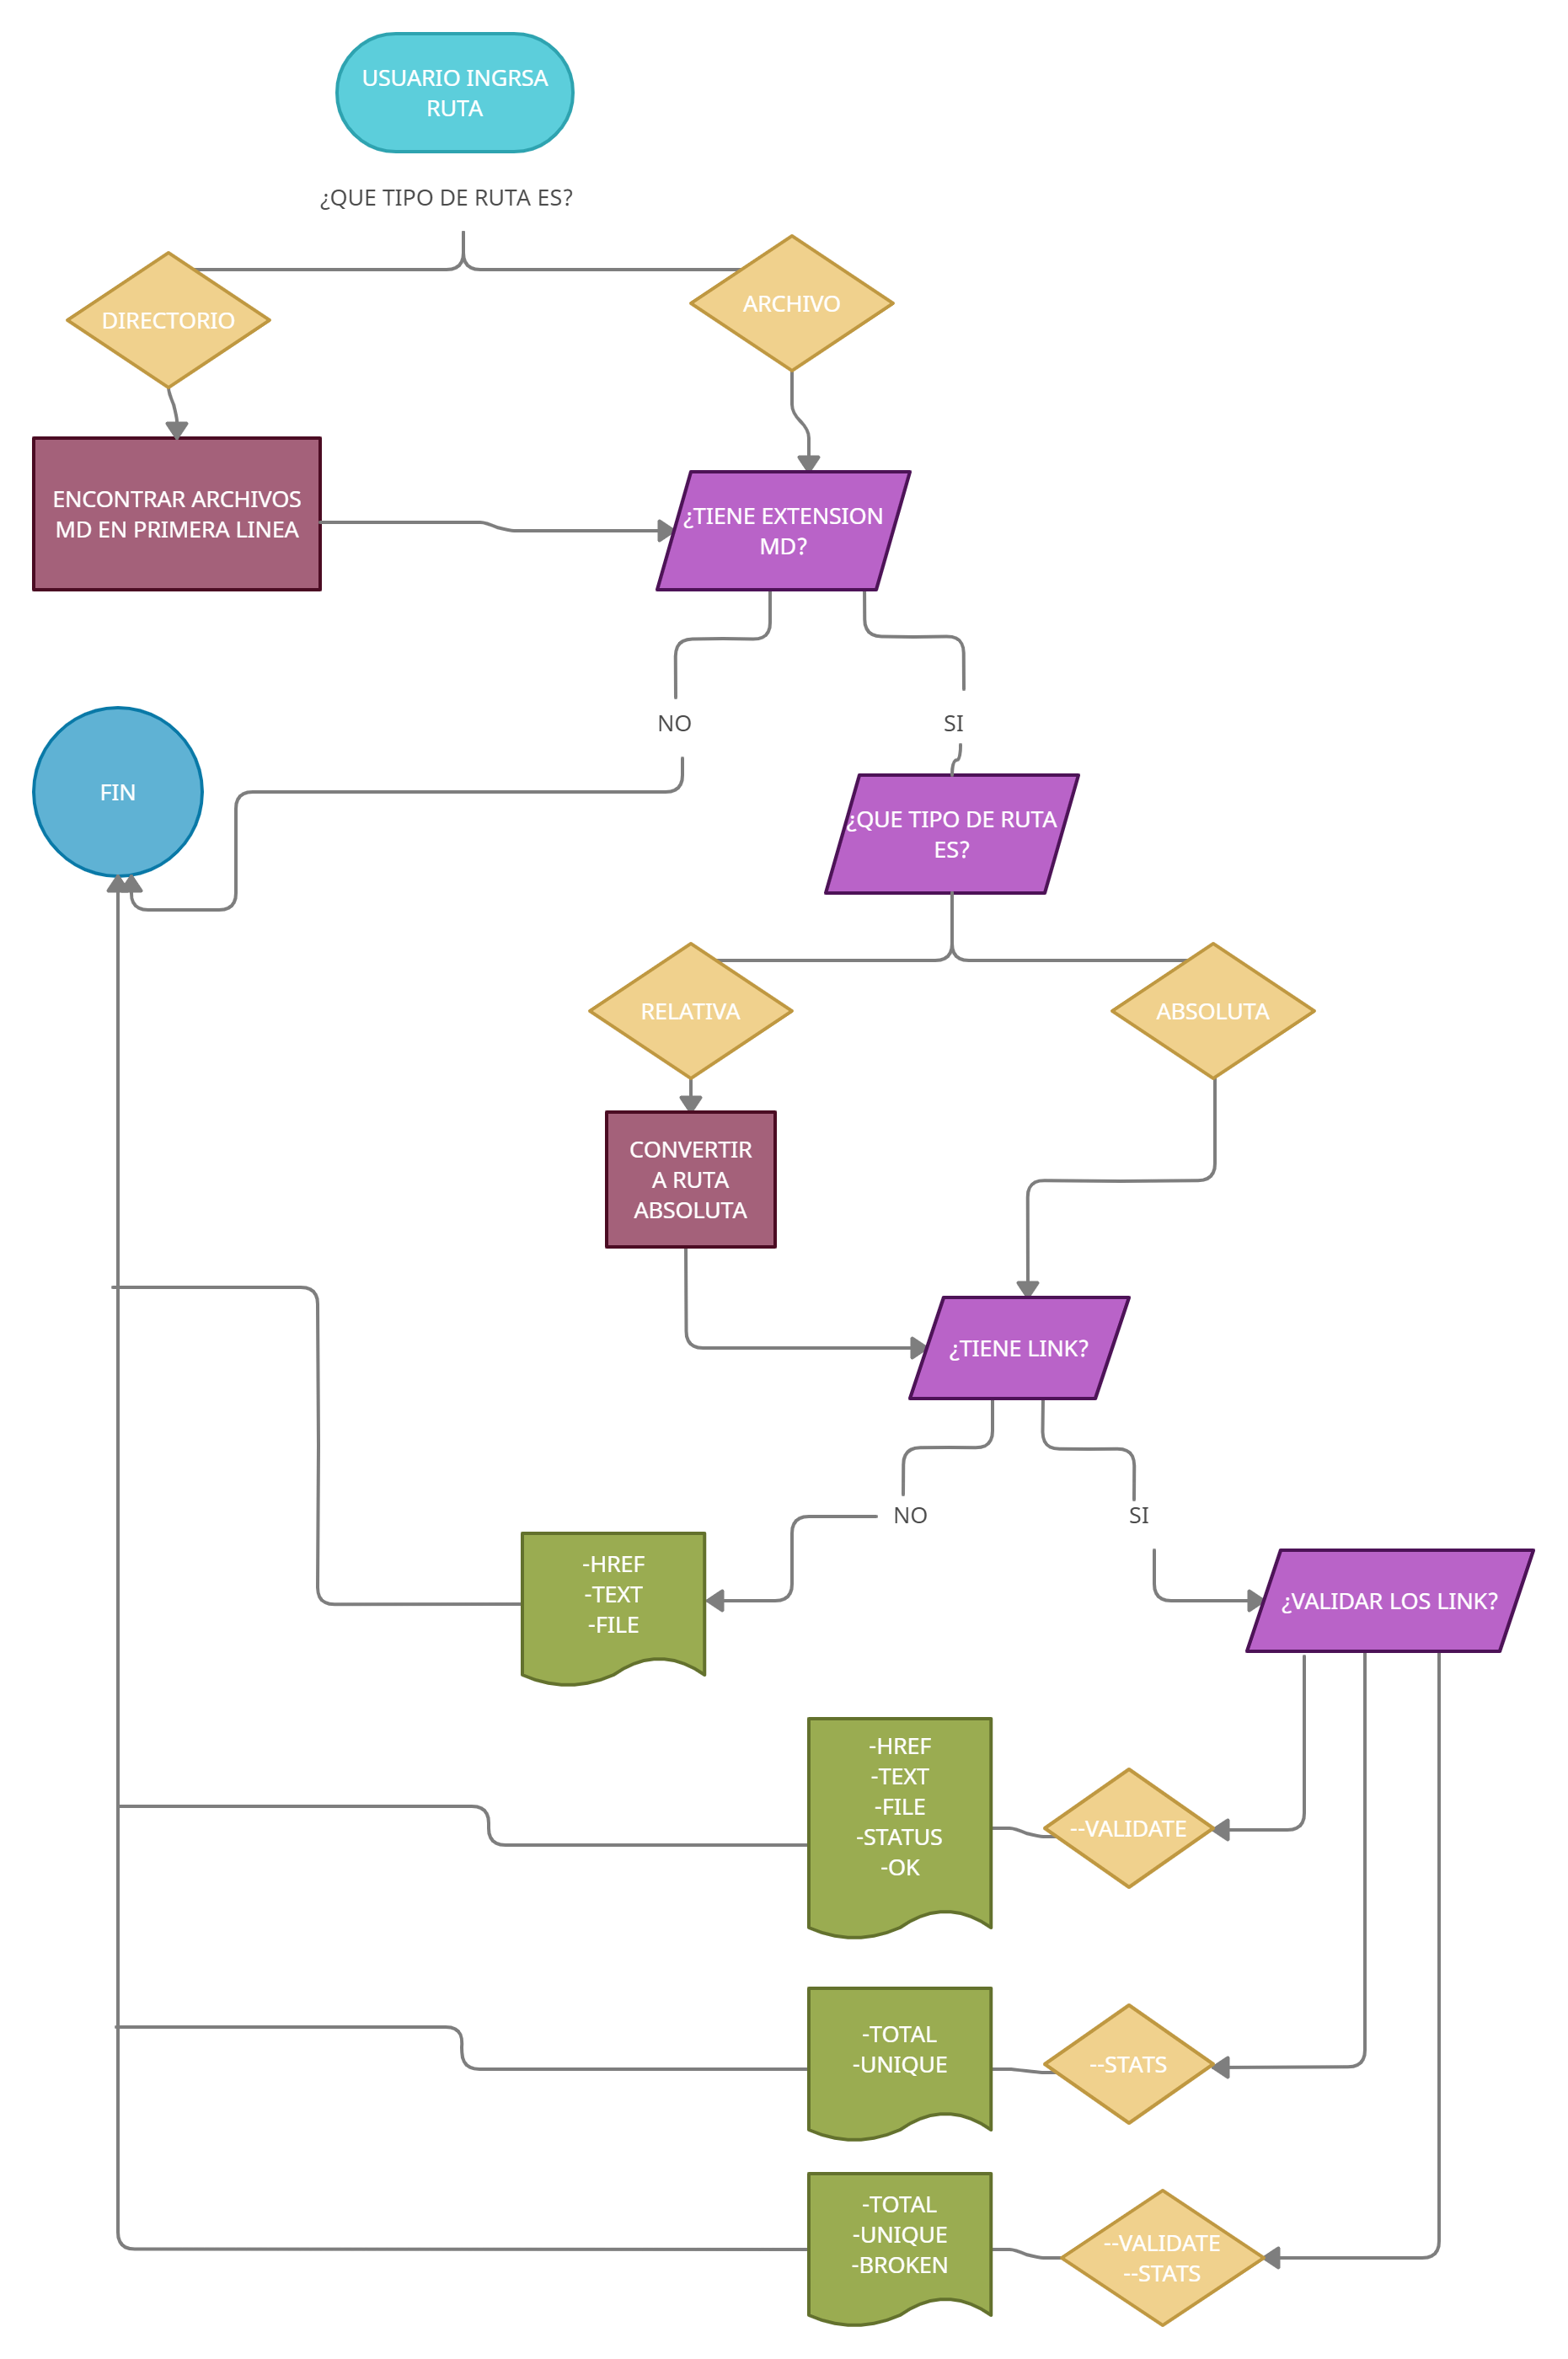 USUARIO INGRSA
RUTA
¿QUE TIPO DE RUTA ES?
DIRECTORIO
ARCHIVO
ENCONTRAR ARCHIVOS
MD EN PRIMERA LINEA
¿TIENE EXTENSION
MD?
NO
SI
FIN
¿QUE TIPO DE RUTA
ES?
RELATIVA
ABSOLUTA
CONVERTIR
A RUTA
ABSOLUTA
¿TIENE LINK?
NO
SI
-HREF
-TEXT
-FILE
¿VALIDAR LOS LINK?
-HREF
-TEXT
-FILE
-STATUS
-OK
--VALIDATE
-TOTAL
-UNIQUE
--STATS
-TOTAL
-UNIQUE
-BROKEN
--VALIDATE
--STATS